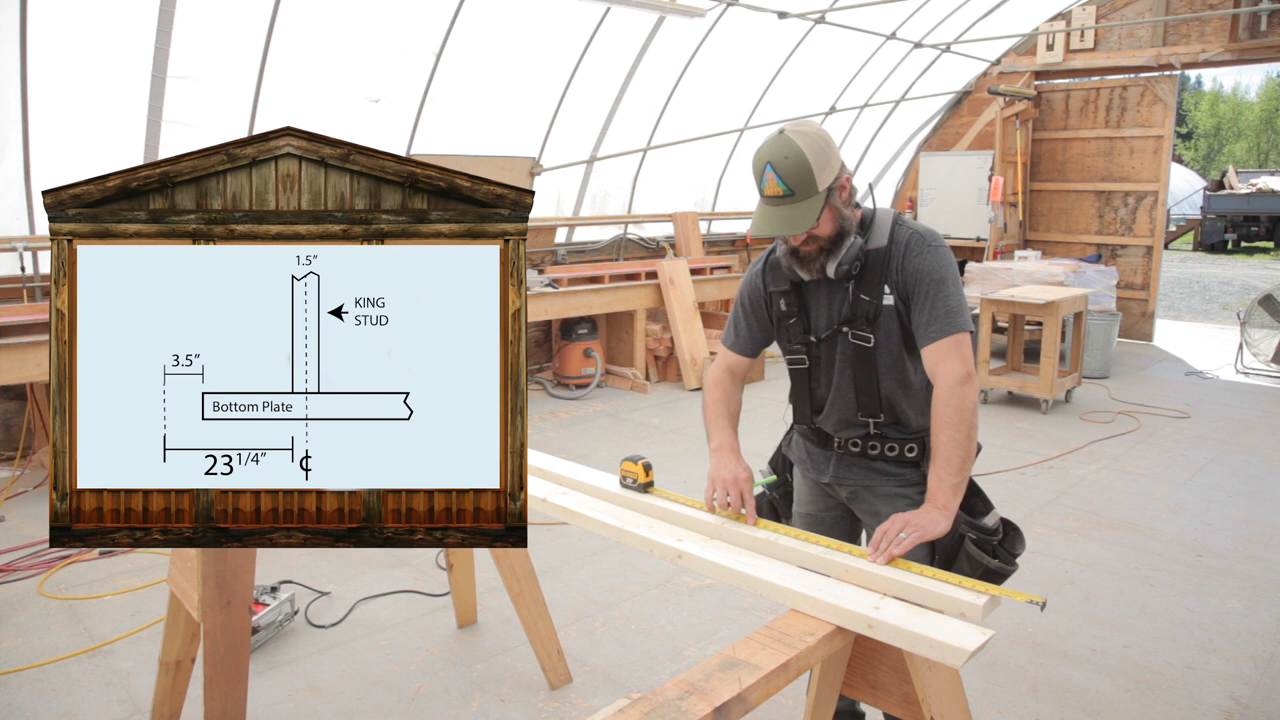 1.5”
KING
STUD
3.5”
Bottom Plate
23 1/4” ¢